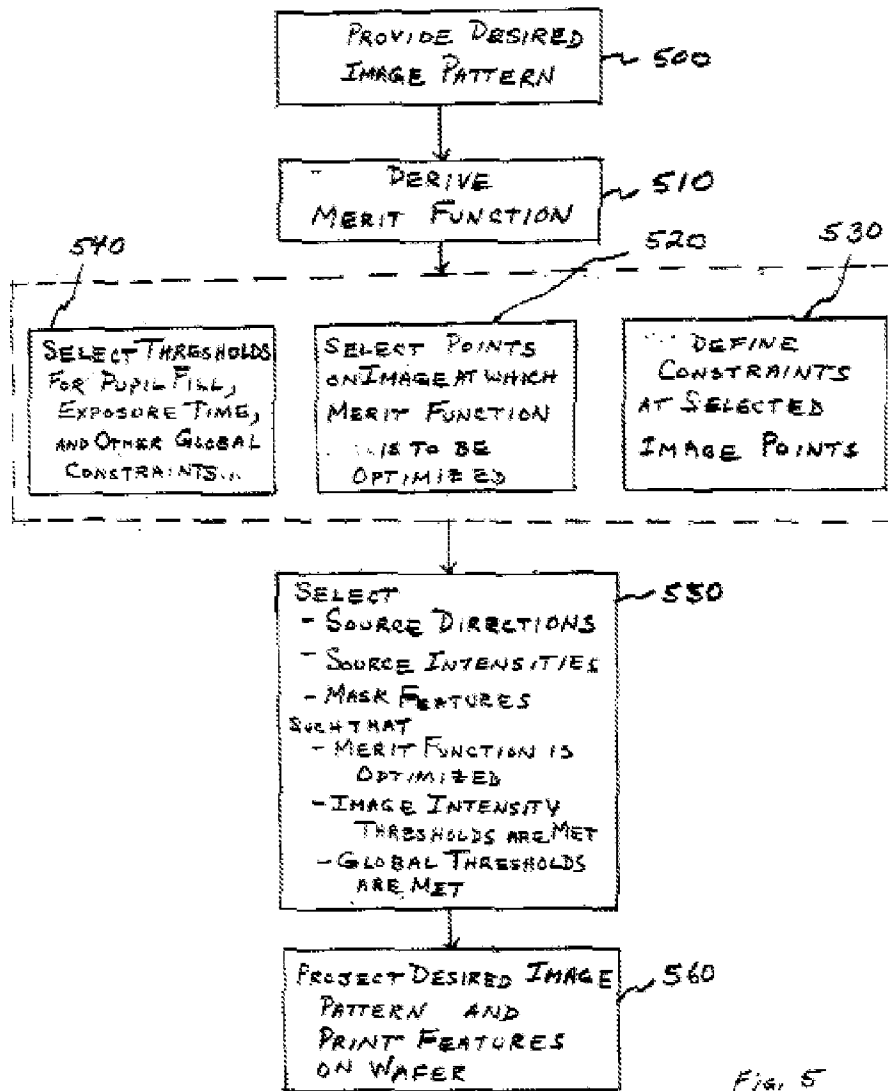 PROVIDE DESIRED
IMAGE PATTERN
500
DERIVE
MERIT FUNCTION
510
540
520
530
SELECT THRESHOLDS
FOR PUPIL FILL,
EXPOSURE TIME,
AND OTHER GLOBAL
CONSTRAINTS...
SELECT POINTS
ON IMAGE AT WHICH
MERIT FUNCTION
IS TO BE
OPTIMIZED
DEFINE
CONSTRAINTS
AT SELECTED
IMAGE POINTS
SELECT
- SOURCE DIRECTIONS
- SOURCE INTENSITIES
- MASK FEATURES
SUCH THAT
- MERIT FUNCTION IS
OPTIMIZED
- IMAGE INTENSITY
THRESHOLDS ARE MET
- GLOBAL THRESHOLDS
ARE MET
550
PROJECT DESIRED IMAGE
PATTERN AND
PRINT FEATURES
ON WAFER
560
FIG. 5